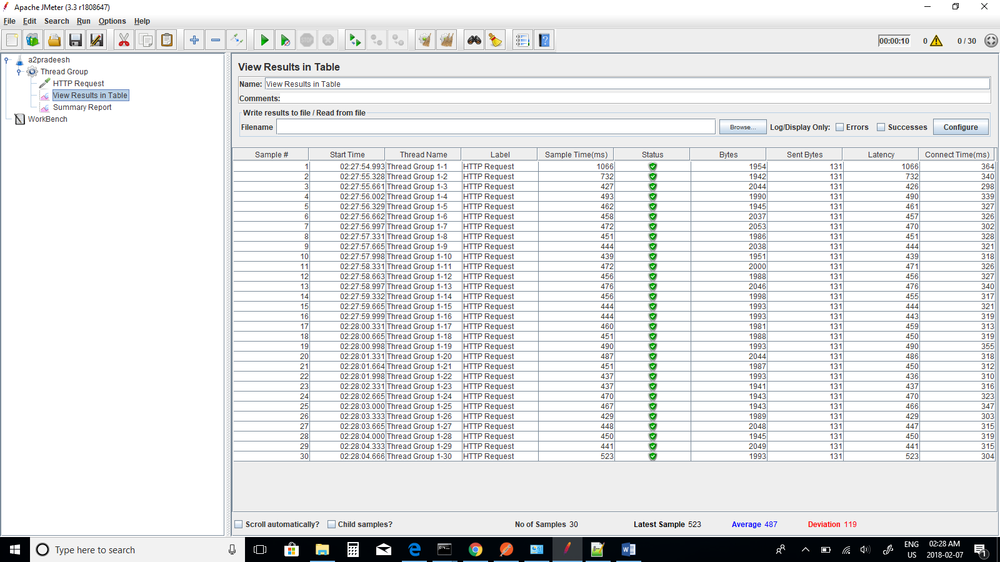 Apache JMeter (3.3 r1808647)
File Edit Search Run Options Help
00:00:10 0 0 / 30
a2pradeesh
Thread Group
HTTP Request
View Results in Table
Summary Report
WorkBench
View Results in Table
Name: View Results in Table
Comments:
Write results to file / Read from file
Filename Browse... Log/Display Only: Errors Successes Configure
Sample # Start Time Thread Name Label Sample Time(ms) Status Bytes Sent Bytes Latency Connect Time(ms)
1 02:27:54.993 Thread Group 1-1 HTTP Request 1066 1954 131 1066 364
2 02:27:55.328 Thread Group 1-2 HTTP Request 732 1942 131 732 340
3 02:27:55.661 Thread Group 1-3 HTTP Request 427 2044 131 426 298
4 02:27:56.002 Thread Group 1-4 HTTP Request 493 1990 131 490 339
5 02:27:56.329 Thread Group 1-5 HTTP Request 462 1945 131 461 327
6 02:27:56.662 Thread Group 1-6 HTTP Request 458 2037 131 457 326
7 02:27:56.997 Thread Group 1-7 HTTP Request 472 2053 131 470 302
8 02:27:57.331 Thread Group 1-8 HTTP Request 451 1986 131 451 328
9 02:27:57.665 Thread Group 1-9 HTTP Request 444 2038 131 444 321
10 02:27:57.998 Thread Group 1-10 HTTP Request 439 1951 131 439 318
11 02:27:58.331 Thread Group 1-11 HTTP Request 472 2000 131 471 326
12 02:27:58.663 Thread Group 1-12 HTTP Request 456 1988 131 456 327
13 02:27:58.997 Thread Group 1-13 HTTP Request 476 2046 131 476 340
14 02:27:59.332 Thread Group 1-14 HTTP Request 456 1998 131 455 317
15 02:27:59.665 Thread Group 1-15 HTTP Request 444 1993 131 444 321
16 02:27:59.999 Thread Group 1-16 HTTP Request 444 1993 131 443 319
17 02:28:00.331 Thread Group 1-17 HTTP Request 460 1981 131 459 313
18 02:28:00.665 Thread Group 1-18 HTTP Request 451 1988 131 450 319
19 02:28:00.998 Thread Group 1-19 HTTP Request 490 1993 131 490 355
20 02:28:01.331 Thread Group 1-20 HTTP Request 487 2044 131 486 318
21 02:28:01.664 Thread Group 1-21 HTTP Request 451 1987 131 450 312
22 02:28:01.998 Thread Group 1-22 HTTP Request 437 1993 131 436 310
23 02:28:02.331 Thread Group 1-23 HTTP Request 437 1941 131 437 316
24 02:28:02.665 Thread Group 1-24 HTTP Request 470 1943 131 470 323
25 02:28:03.000 Thread Group 1-25 HTTP Request 467 1943 131 466 347
26 02:28:03.333 Thread Group 1-26 HTTP Request 429 1989 131 429 303
27 02:28:03.665 Thread Group 1-27 HTTP Request 448 2048 131 447 315
28 02:28:04.000 Thread Group 1-28 HTTP Request 450 1945 131 450 319
29 02:28:04.333 Thread Group 1-29 HTTP Request 441 2049 131 441 315
30 02:28:04.666 Thread Group 1-30 HTTP Request 523 1993 131 523 304
Scroll automatically? Child samples? No of Samples 30 Latest Sample 523 Average 487 Deviation 119
Type here to search
ENG 02:28 AM
US 2018-02-07
1